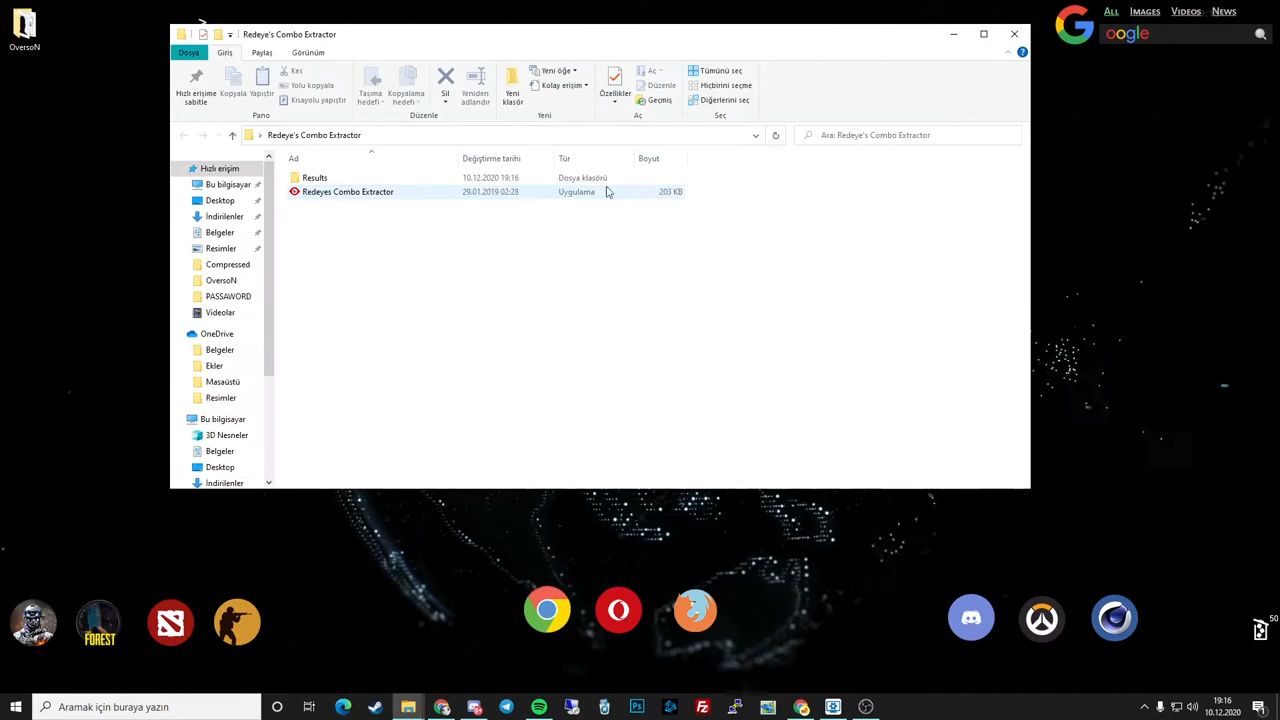 OversoN
>
Redeye's Combo Extractor
ALL IMAGES VIDEOS NEWS
oogle
Dosya Giriş Paylaş Görünüm
Hızlı erişime sabitle
Kopyala
Yapıştır
Kes
Yolu kopyala
Kısayolu yapıştır
Pano
Taşıma hedefi
Kopyalama hedefi
Sil
Yeniden adlandır
Düzenle
Yeni klasör
Yeni öğe
Kolay erişim
Yeni
Özellikler
Aç
Düzenle
Geçmiş
Aç
Tümünü seç
Hiçbirini seçme
Diğerlerini seç
Seç
Redeye's Combo Extractor
Ara: Redeye's Combo Extractor
Ad Değiştirme tarihi Tür Boyut
Results 10.12.2020 19:16 Dosya klasörü
Redeyes Combo Extractor 29.01.2019 02:28 Uygulama 203 KB
Hızlı erişim
Bu bilgisayar
Desktop
İndirilenler
Belgeler
Resimler
Compressed
OversoN
PASSAWORD
Videolar
OneDrive
Belgeler
Ekler
Masaüstü
Resimler
Bu bilgisayar
3D Nesneler
Belgeler
Desktop
İndirilenler
FOREST
50
Aramak için buraya yazın
Ps
Fz
19:16
10.12.2020